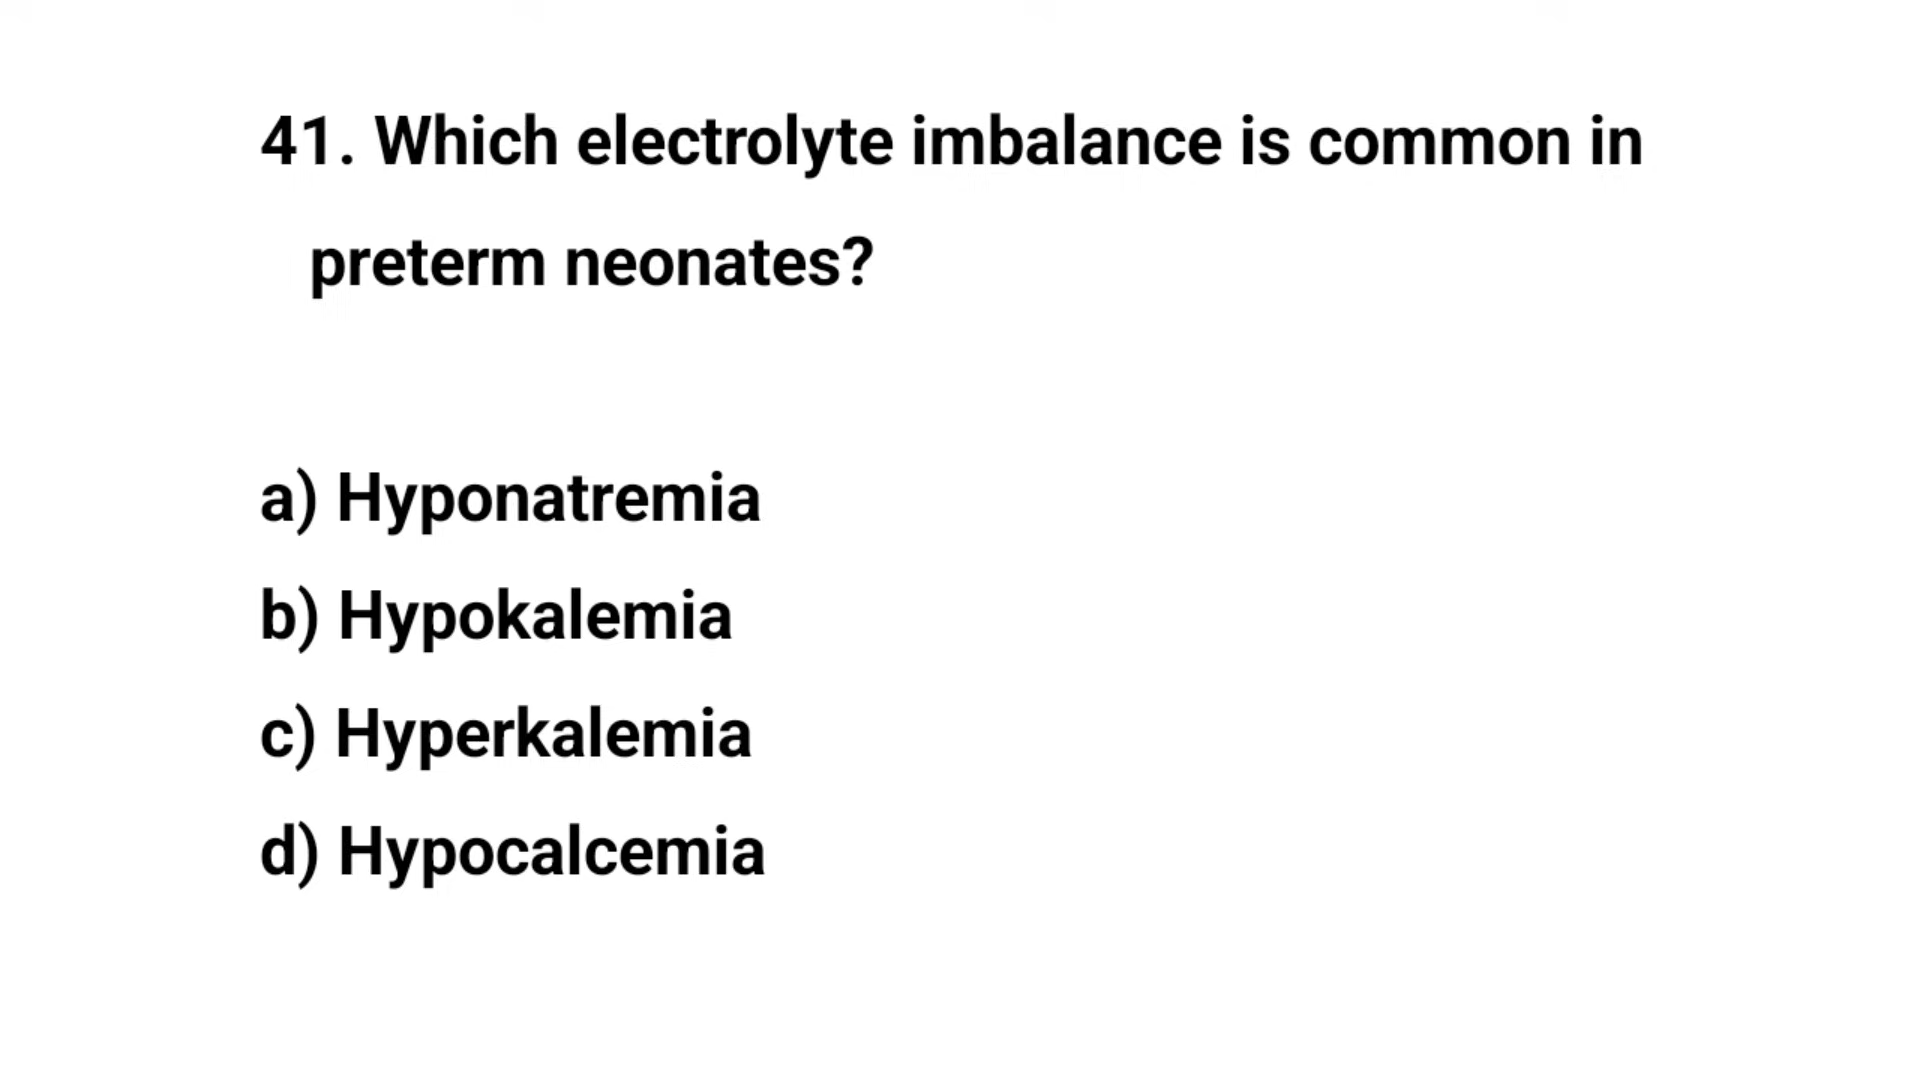 41. Which electrolyte imbalance is common in
preterm neonates?
a) Hyponatremia
b) Hypokalemia
c) Hyperkalemia
d) Hypocalcemia